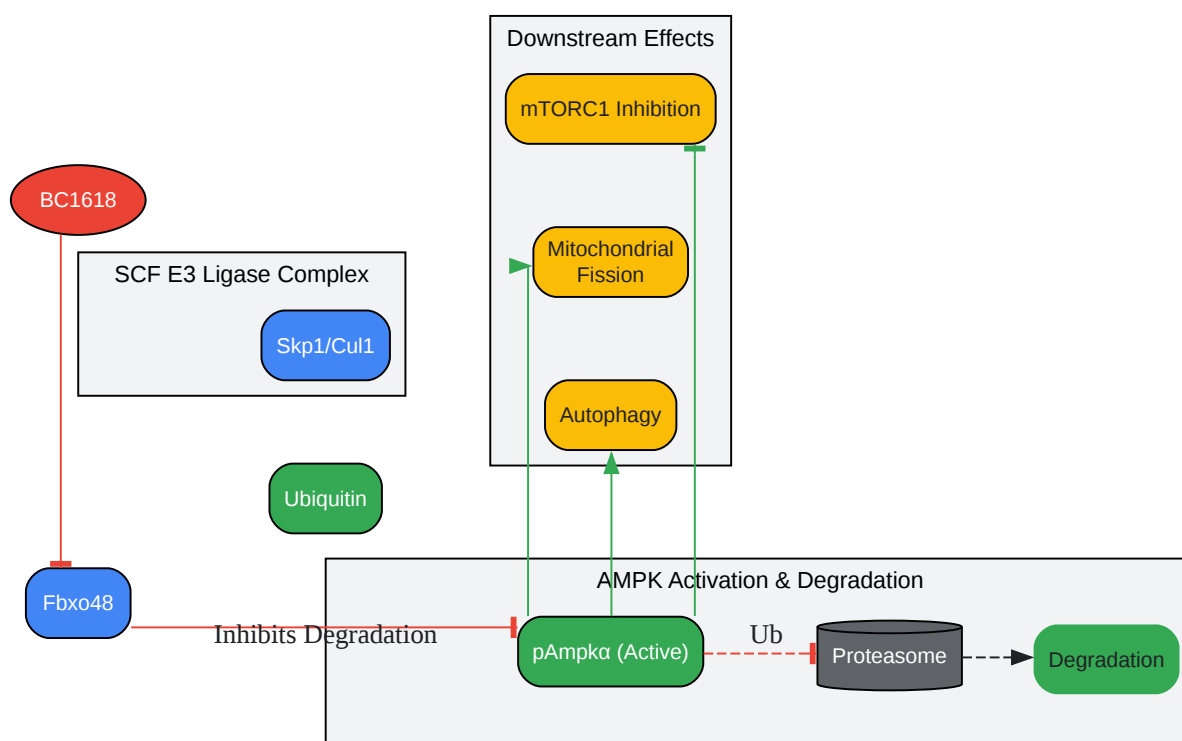 Downstream Effects
mTORC1 Inhibition
BC1618
Mitochondrial
Fission
SCF E3 Ligase Complex
Skp1/Cul1
Autophagy
Ubiquitin
AMPK Activation & Degradation
Fbxo48
Inhibits Degradation
pAmpkα (Active)
Ub
Proteasome
Degradation